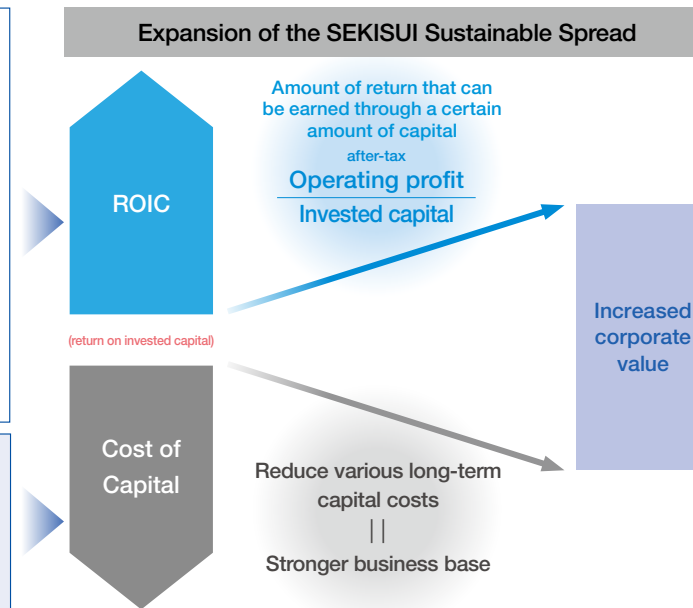 Expansion of the SEKISUI Sustainable Spread
ROIC
Amount of return that can
be earned through a certain
amount of capital
after-tax
Operating profit
Invested capital
(return on invested capital)
Increased
corporate
value
Cost of
Capital
Reduce various long-term
capital costs
||
Stronger business base